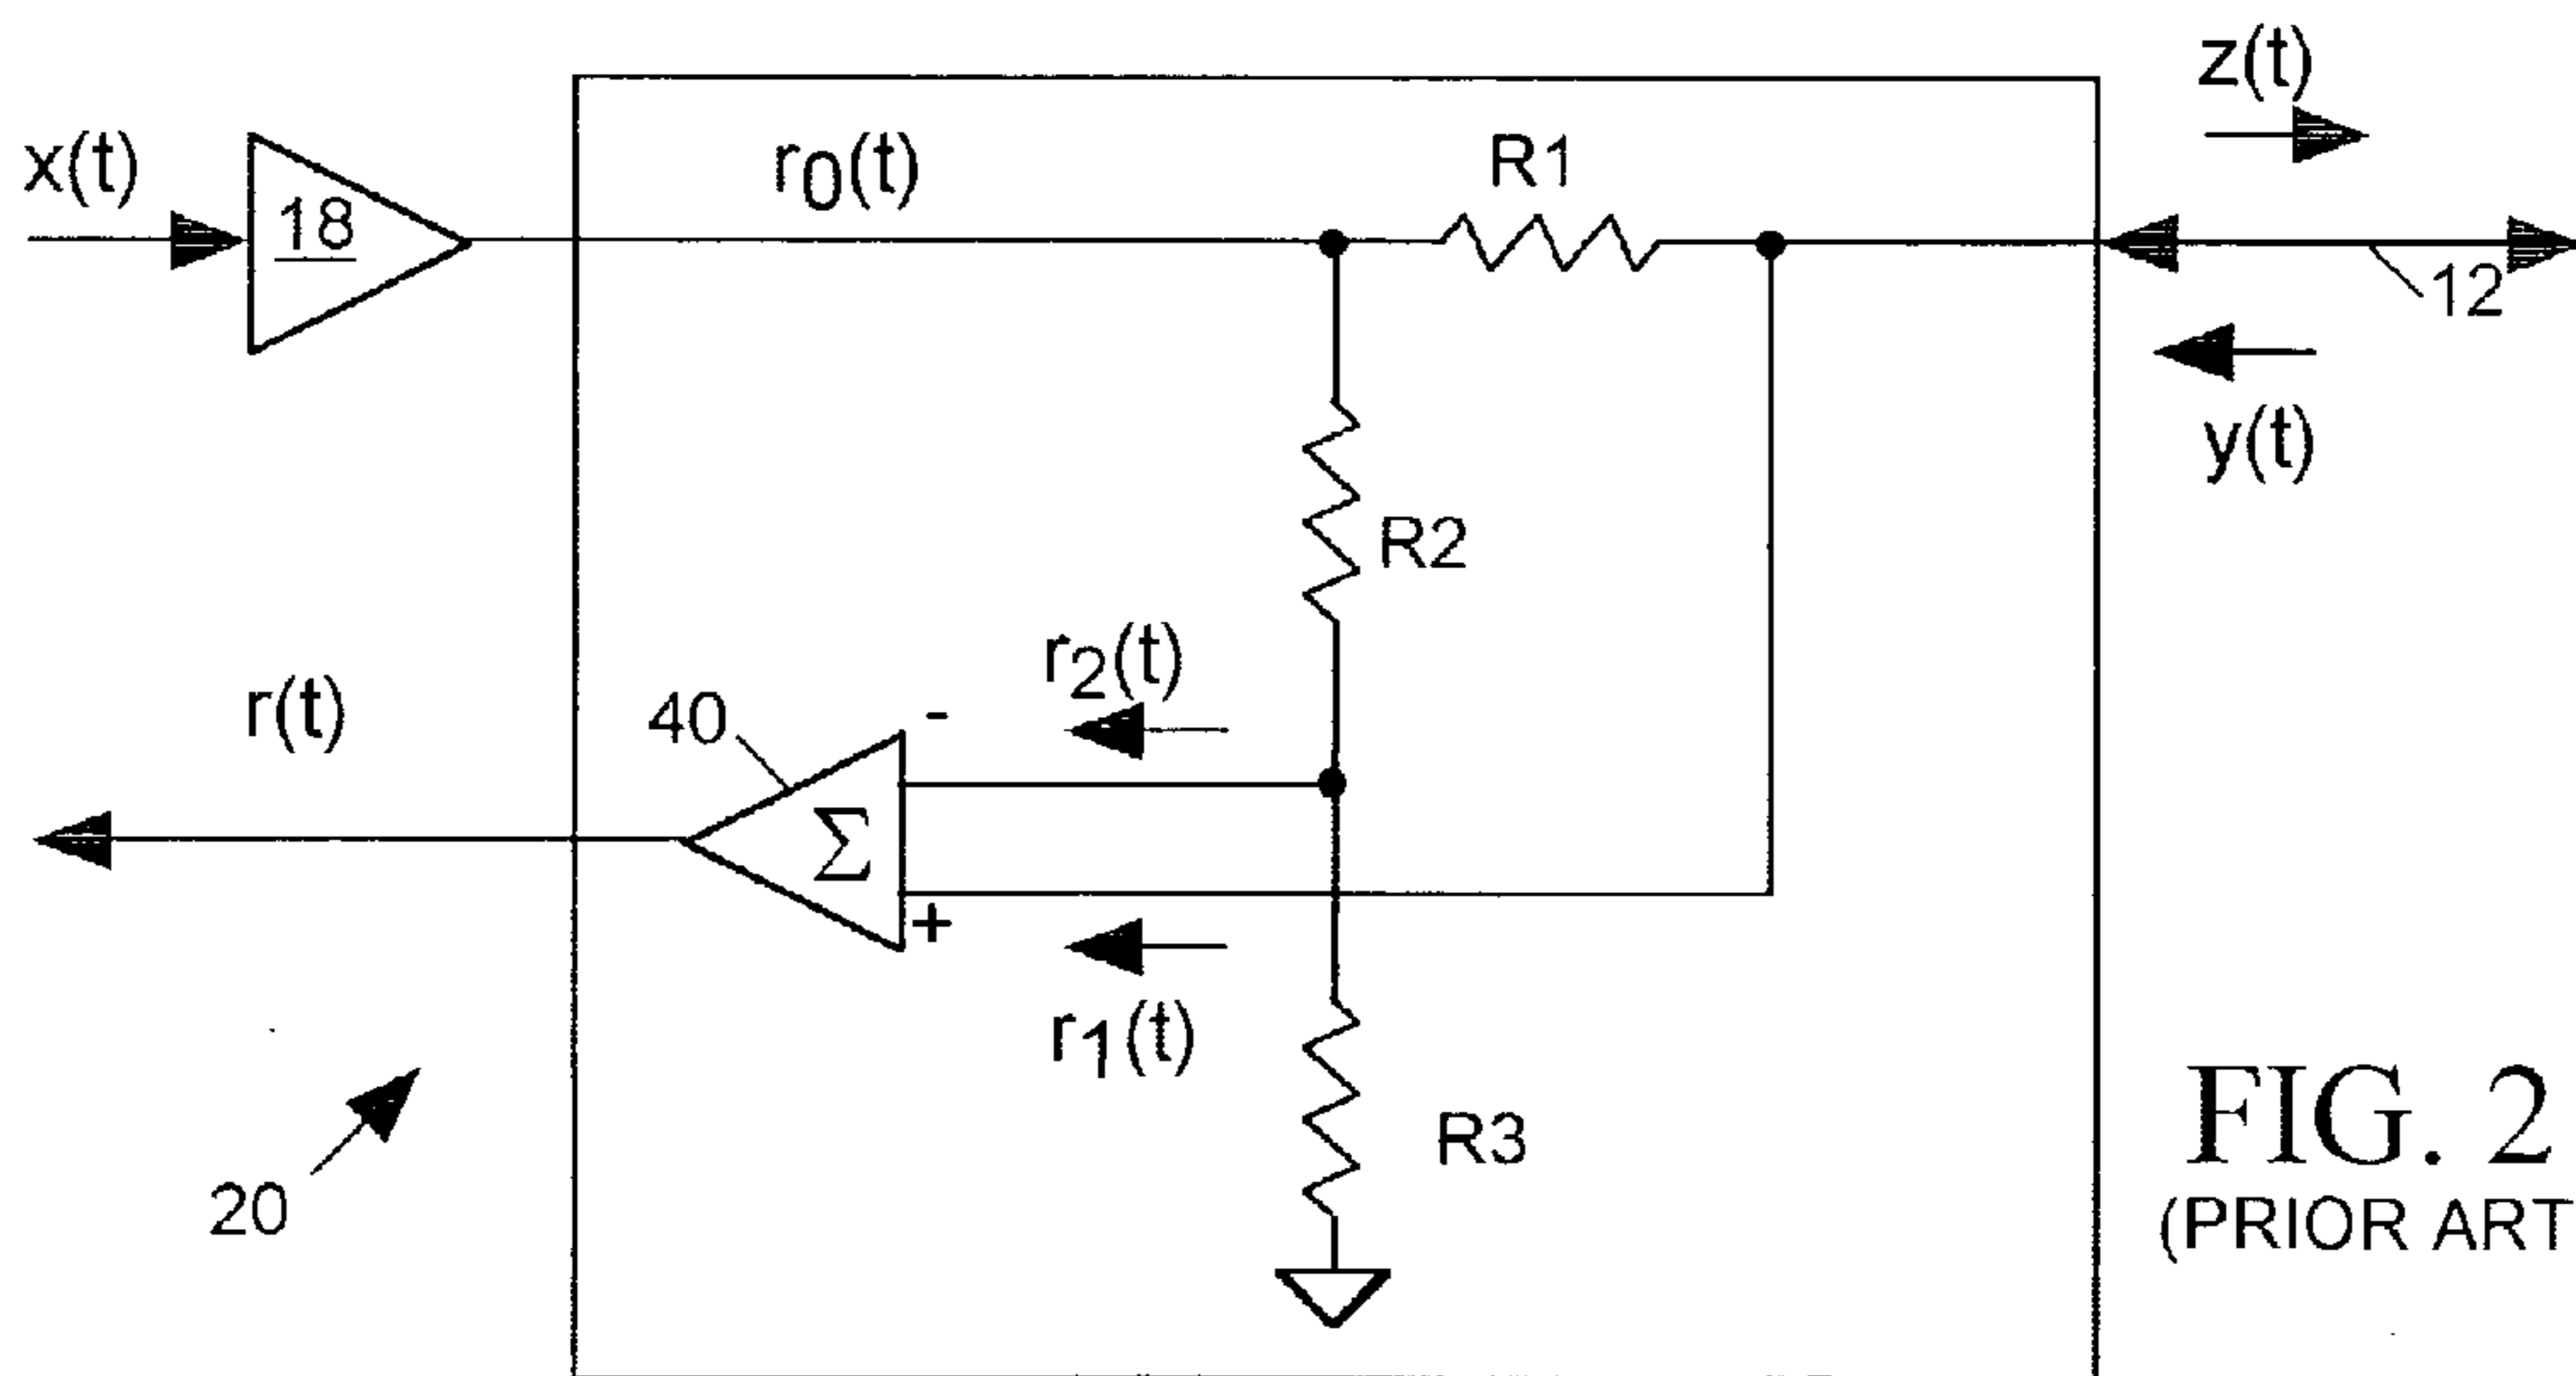 z(t)
x(t)
18
r0(t)
R1
12
y(t)
R2
r2(t)
r(t)
40
-
Σ
+
r1(t)
R3
20
FIG. 2
(PRIOR ART